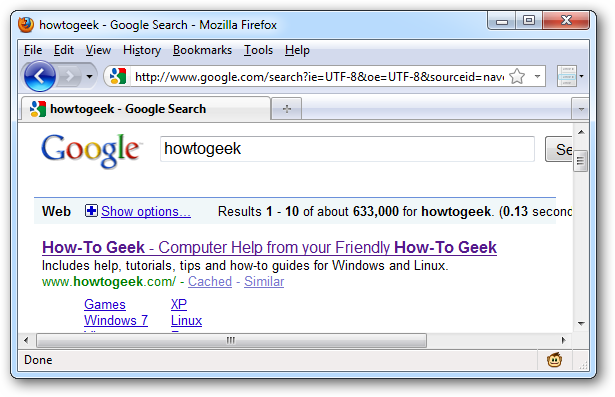 howtogeek - Google Search - Mozilla Firefox
File Edit View History Bookmarks Tools Help
http://www.google.com/search?ie=UTF-8&oe=UTF-8&sourceid=nav
howtogeek - Google Search
Google howtogeek Se
Web Show options... Results 1 - 10 of about 633,000 for howtogeek. (0.13 second
How-To Geek - Computer Help from your Friendly How-To Geek
Includes help, tutorials, tips and how-to guides for Windows and Linux.
www.howtogeek.com/ - Cached - Similar
Games XP
Windows 7 Linux
Done